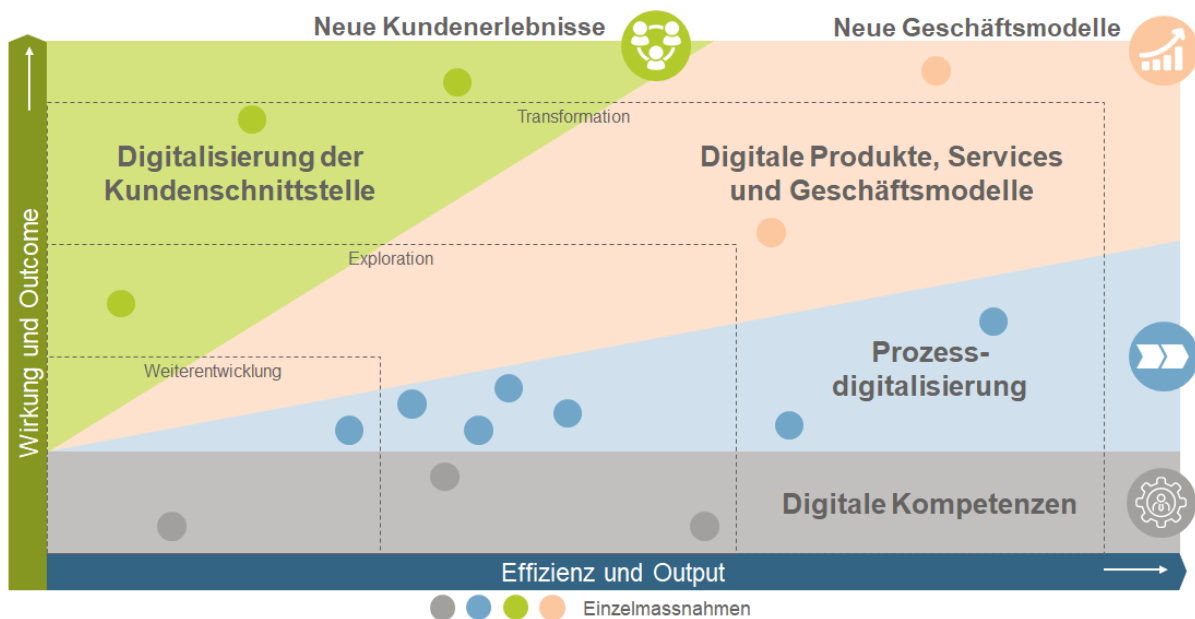 Neue Kundenerlebnisse
Neue Geschäftsmodelle
Transformation
Digitalisierung der
Kundenschnittstelle
Digitale Produkte, Services
und Geschäftsmodelle
Exploration
Weiterentwicklung
Prozess-
digitalisierung
Digitale Kompetenzen
Wirkung und Outcome
Effizienz und Output
Einzelmassnahmen